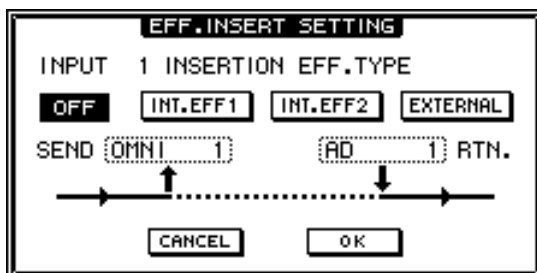 EFF.INSERT SETTING
INPUT 1 INSERTION EFF.TYPE
OFF INT.EFF1 INT.EFF2 EXTERNAL
SEND OMNI 1 AD 1 RTN.
CANCEL OK